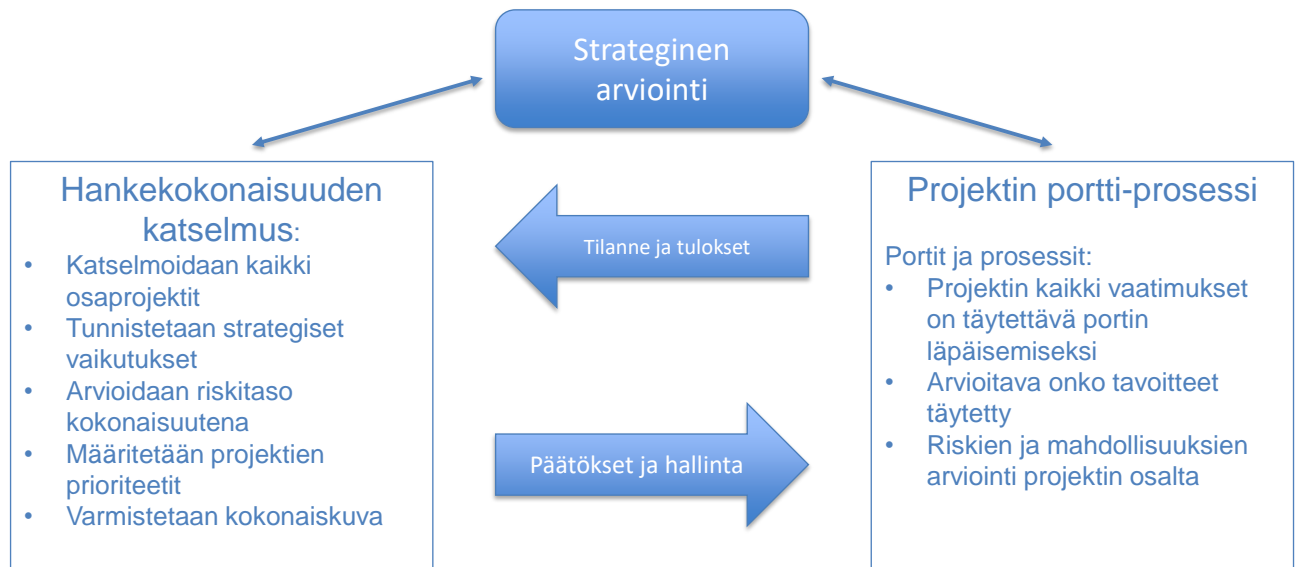 Strateginen
arviointi
Hankekokonaisuuden
katselmus:
• Katselmoidaan kaikki
osaprojektit
• Tunnistetaan strategiset
vaikutukset
• Arvioidaan riskitaso
kokonaisuutena
• Määritetään projektien
prioriteetit
• Varmistetaan kokonaiskuva
Tilanne ja tulokset
Päätökset ja hallinta
Projektin portti-prosessi
Portit ja prosessit:
• Projektin kaikki vaatimukset
on täytettävä portin
läpäisemiseksi
• Arvioitava onko tavoitteet
täytetty
• Riskien ja mahdollisuuksien
arviointi projektin osalta